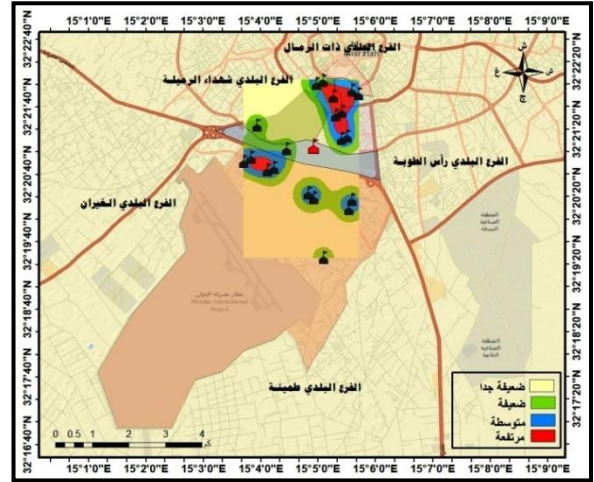 15°1'0"E 15°2'0"E 15°3'0"E 15°4'0"E 15°5'0"E 15°6'0"E 15°7'0"E 15°8'0"E 15°9'0"E
الفرع البلدي ذات الرمال
Misratah
الفرع البلدي شهداء الرميلة
ش
غ ش
ج
32°22'40"N
32°21'40"N
32°20'40"N
32°19'40"N
32°18'40"N
32°17'40"N
32°16'40"N
32°22'20"N
32°21'20"N
32°20'20"N
32°19'20"N
32°18'20"N
32°17'20"N
الفرع البلدي رأس الطوبة
الفرع البلدي الغيران
المنطقة
الصناعية
مطار مصراتة الدولي
Misrata International
Airport
المنطقة
الصناعية
الفرع البلدي طمينة
ضعيفة جدا
ضعيفة
متوسطة
مرتفعة
0 0.5 1 2 3 4
كم
15°1'0"E 15°2'0"E 15°3'0"E 15°4'0"E 15°5'0"E 15°6'0"E 15°7'0"E 15°8'0"E 15°9'0"E